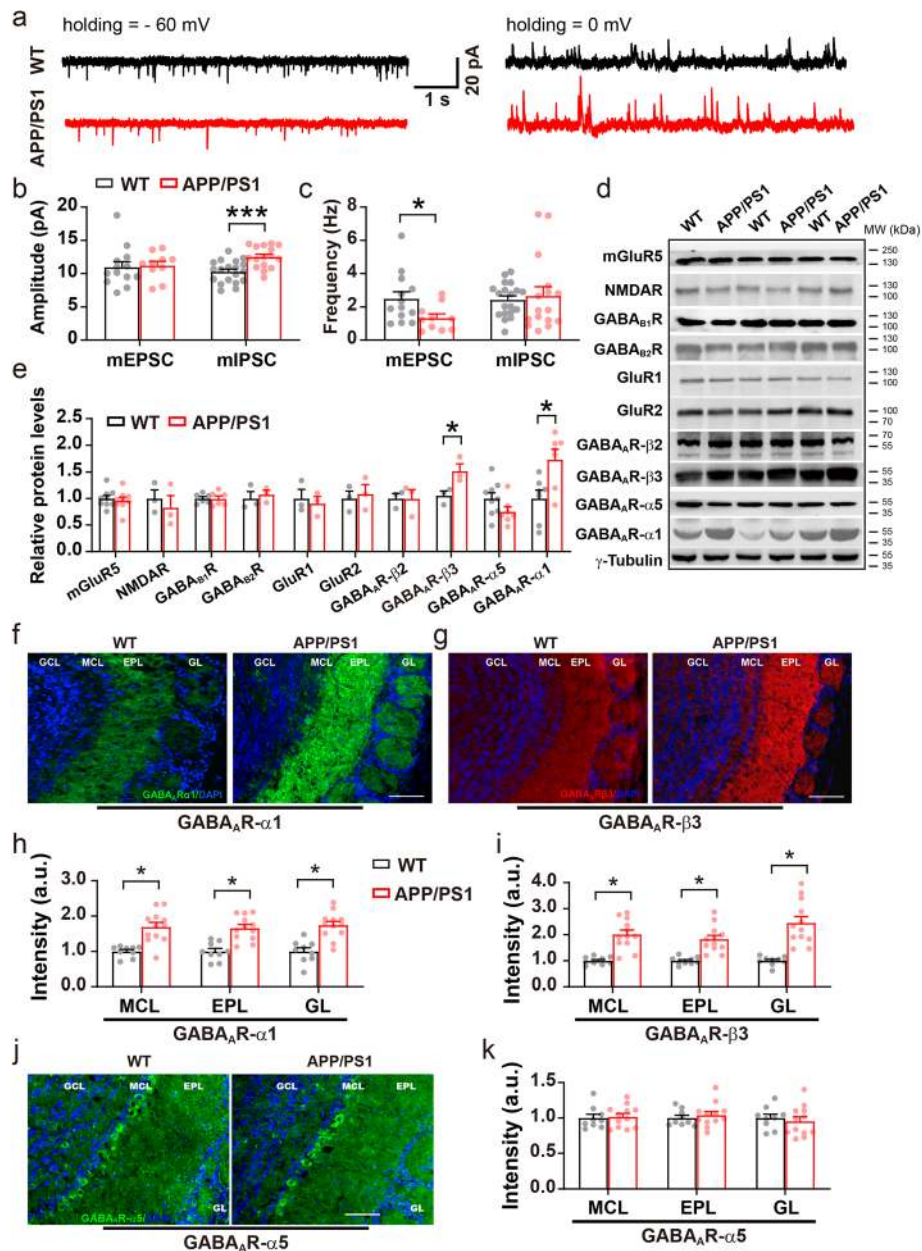 a
holding = - 60 mV
holding = 0 mV
WT
APP/PS1
1 s
20 pA
b
WT APP/PS1
Amplitude (pA)
20
15
10
5
0
***
mEPSC mIPSC
c
Frequency (Hz)
8
6
4
2
0
*
mEPSC mIPSC
d
WT APP/PS1 WT APP/PS1 WT APP/PS1
MW (kDa)
mGluR5
250
130
NMDAR
130
100
GABAB1R
130
100
GABAB2R
130
100
GluR1
130
100
GluR2
100
70
GABAAR-β2
70
55
GABAAR-β3
55
35
GABAAR-α5
55
35
GABAAR-α1
55
35
γ-Tubulin
55
35
e
WT APP/PS1
Relative protein levels
2.5
2.0
1.5
1.0
0.5
0.0
*
*
mGluR5
NMDAR
GABAB1R
GABAB2R
GluR1
GluR2
GABAAR-β2
GABAAR-β3
GABAAR-α5
GABAAR-α1
f
WT APP/PS1
GCL MCL EPL GL
GCL MCL EPL GL
GABAARα1/DAPI
GABAAR-α1
g
WT APP/PS1
GCL MCL EPL GL
GCL MCL EPL GL
GABAARβ3/DAPI
GABAAR-β3
h
Intensity (a.u.)
3.0
2.0
1.0
0.0
* * *
MCL EPL GL
GABAAR-α1
WT
APP/PS1
i
Intensity (a.u.)
5.0
4.0
3.0
2.0
1.0
0.0
* * *
MCL EPL GL
GABAAR-β3
j
WT APP/PS1
GCL MCL EPL
GL
GCL MCL EPL
GL
GABAAR-α5/
GABAAR-α5
k
Intensity (a.u.)
1.5
1.0
0.5
0.0
MCL EPL GL
GABAAR-α5